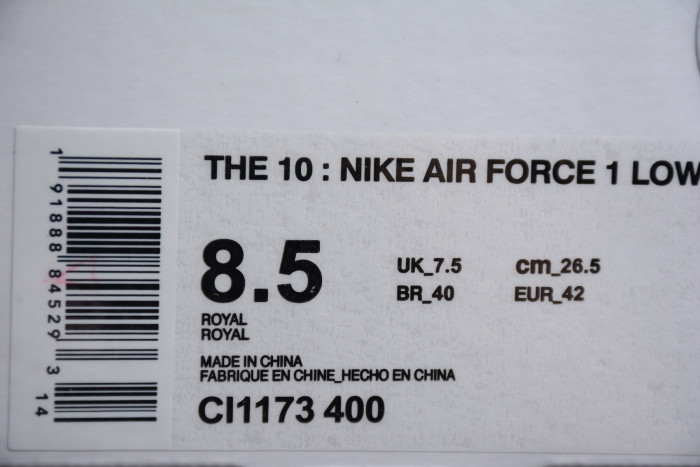 THE 10 : NIKE AIR FORCE 1 LOW
8.5
UK_7.5 cm_26.5
BR_40 EUR_42
ROYAL
ROYAL
MADE IN CHINA
FABRIQUE EN CHINE_HECHO EN CHINA
CI1173 400
1 91888 84529 3 14